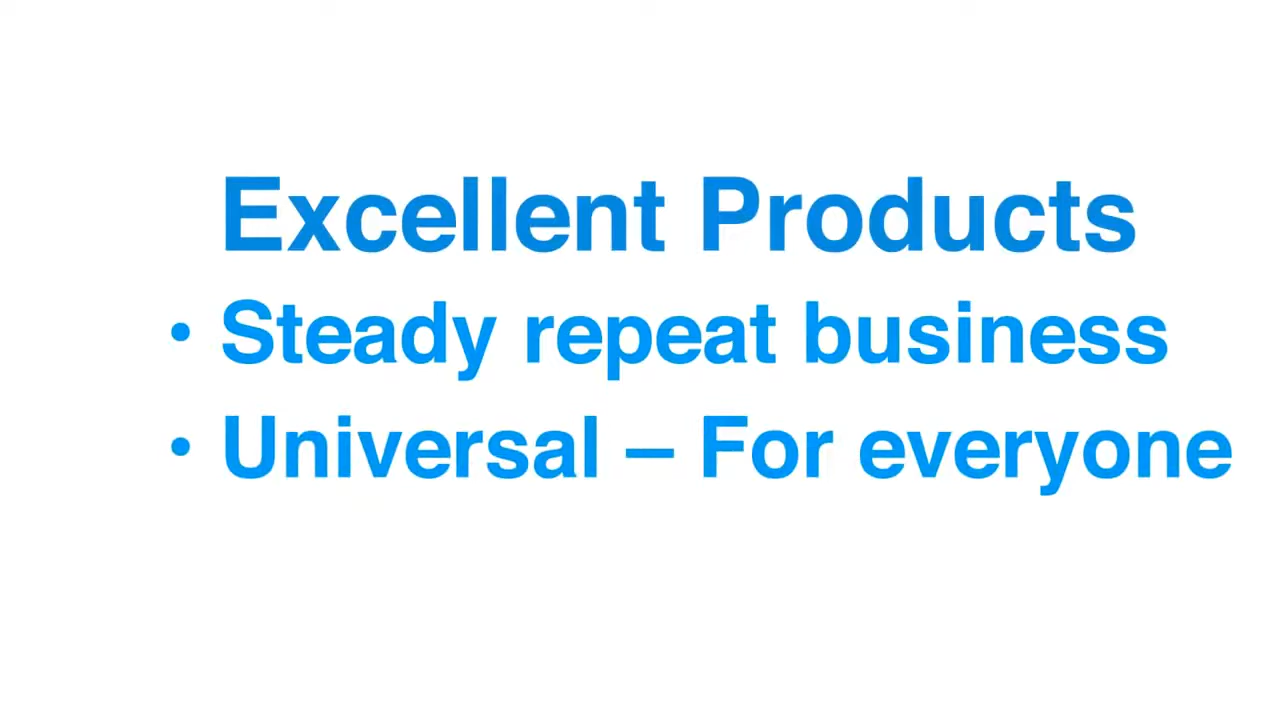 Excellent Products
• Steady repeat business
• Universal – For everyone